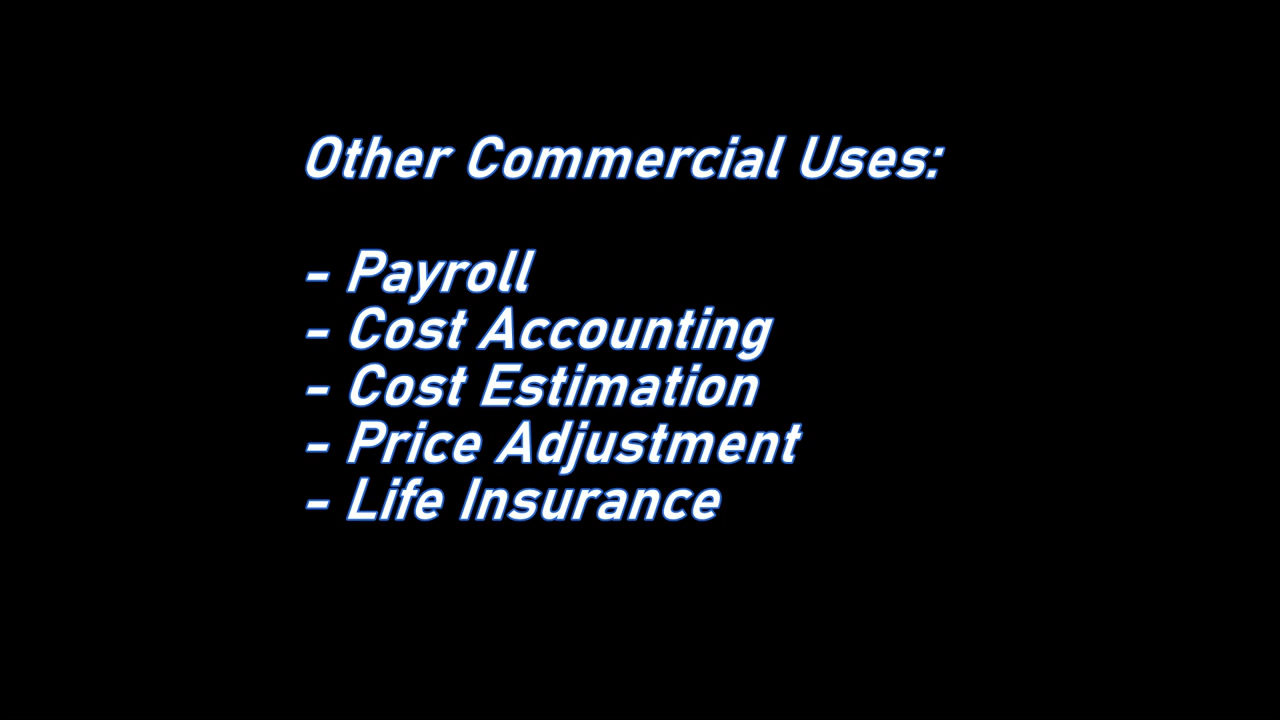 Other Commercial Uses:
- Payroll
- Cost Accounting
- Cost Estimation
- Price Adjustment
- Life Insurance